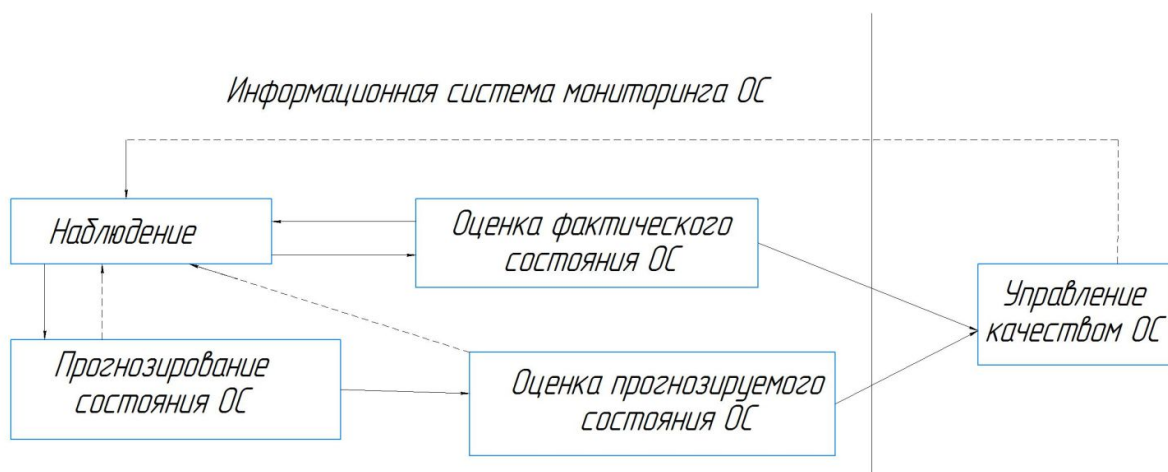 Информационная система мониторинга ОС
Наблюдение
Оценка фактического
состояния ОС
Управление
качеством ОС
Прогнозирование
состояния ОС
Оценка прогнозируемого
состояния ОС